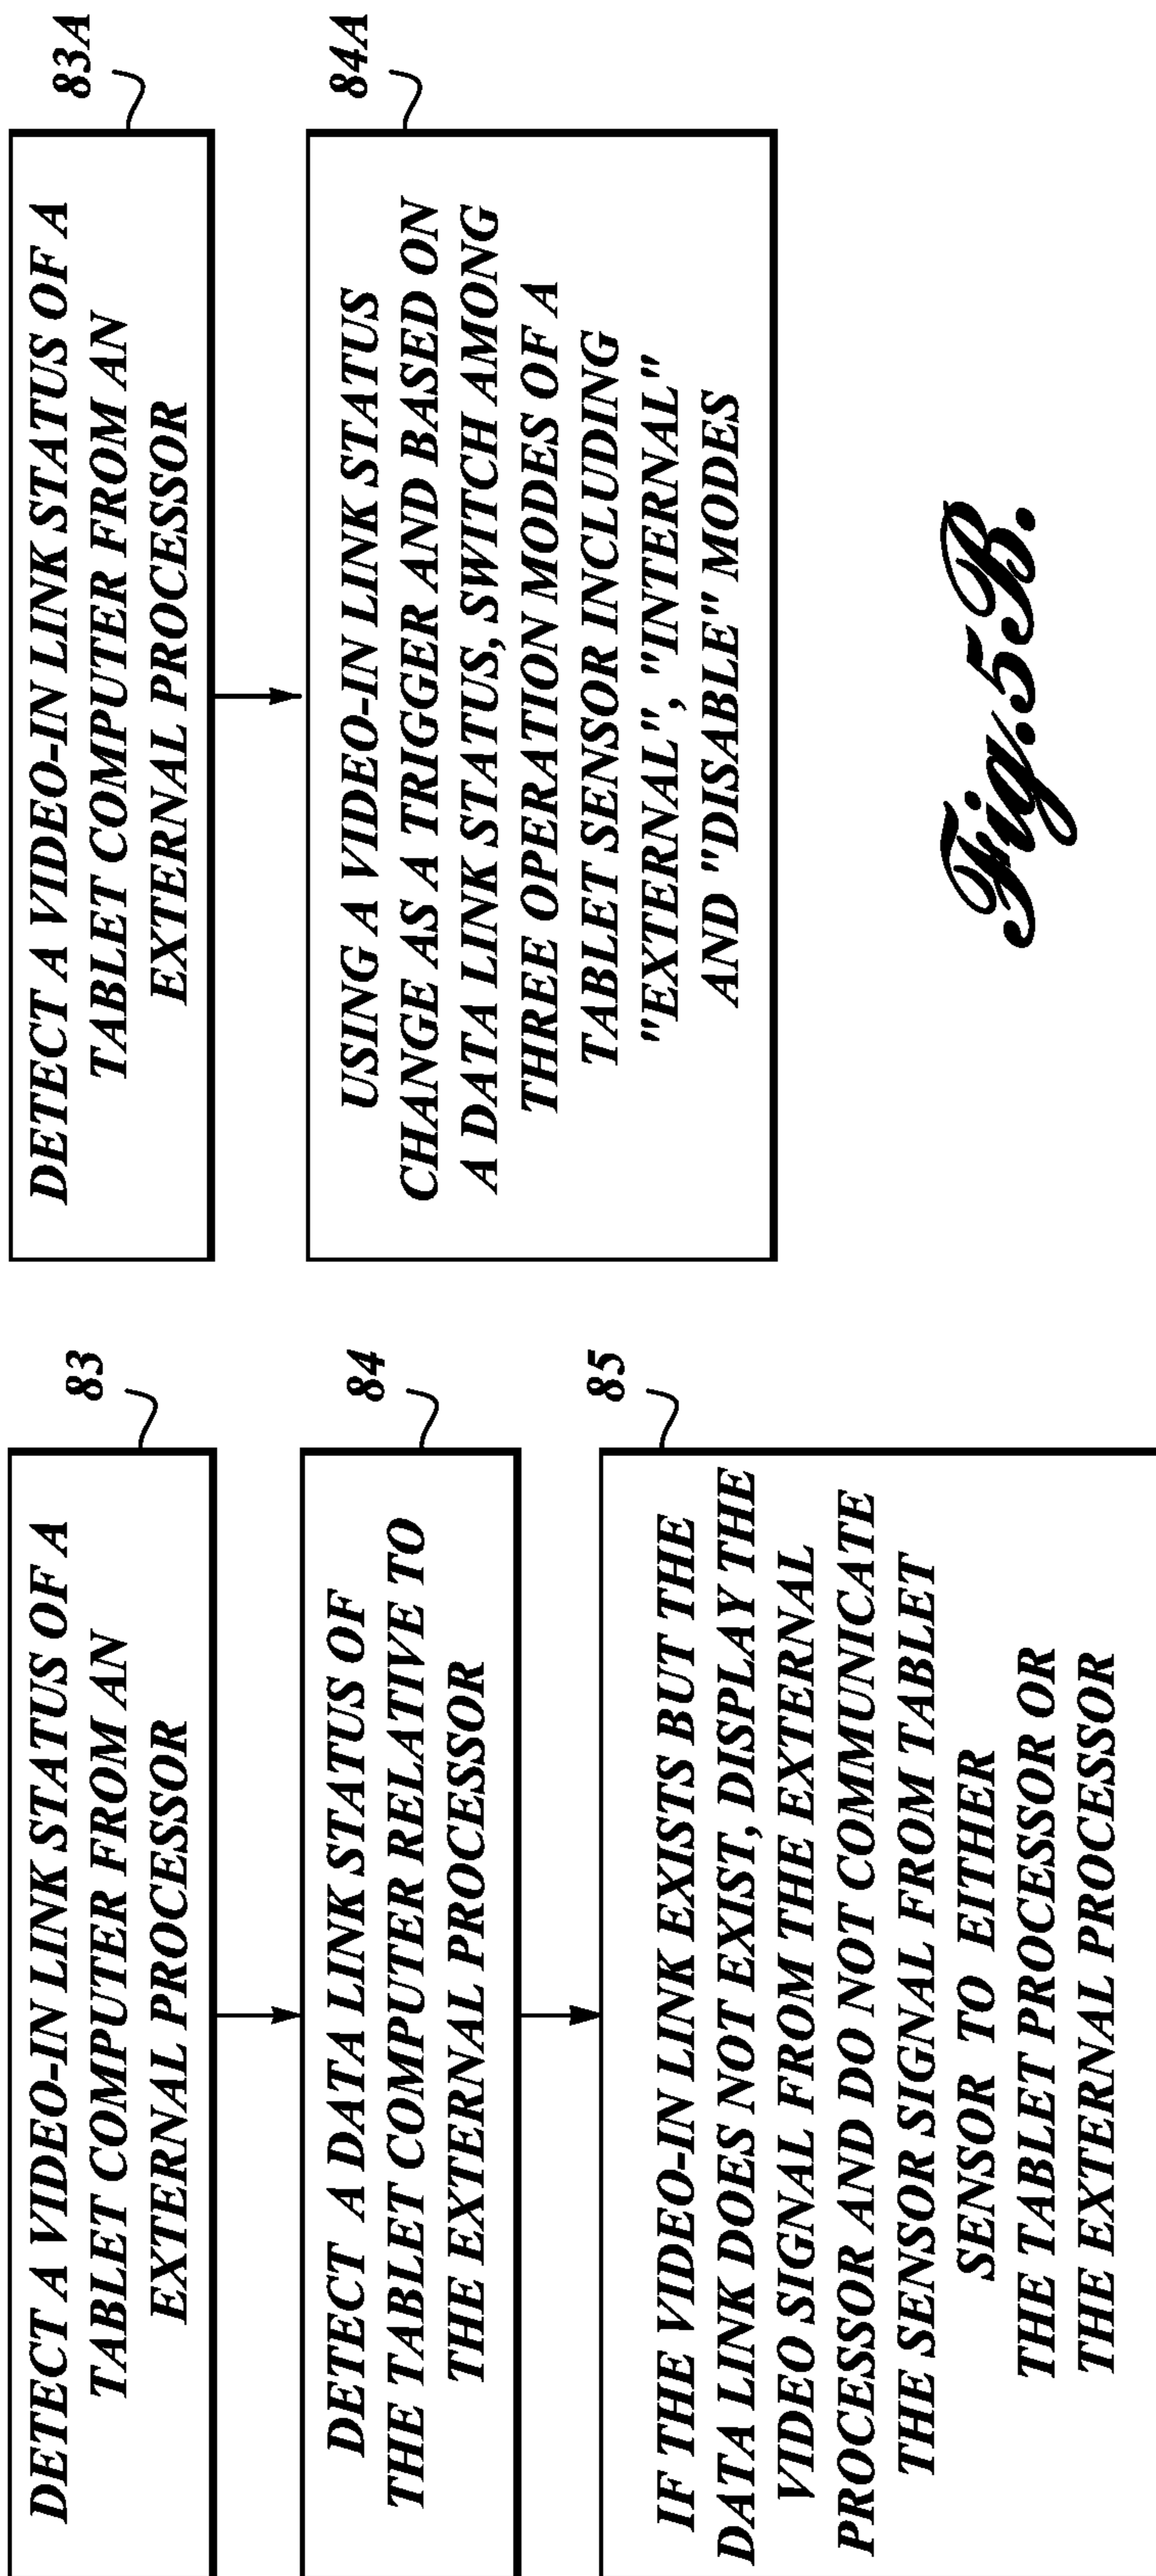 83
DETECT A VIDEO-IN LINK STATUS OF A
TABLET COMPUTER FROM AN
EXTERNAL PROCESSOR
84
DETECT A DATA LINK STATUS OF
THE TABLET COMPUTER RELATIVE TO
THE EXTERNAL PROCESSOR
85
IF THE VIDEO-IN LINK EXISTS BUT THE
DATA LINK DOES NOT EXIST, DISPLAY THE
VIDEO SIGNAL FROM THE EXTERNAL
PROCESSOR AND DO NOT COMMUNICATE
THE SENSOR SIGNAL FROM TABLET
SENSOR TO EITHER
THE TABLET PROCESSOR OR
THE EXTERNAL PROCESSOR
83A
DETECT A VIDEO-IN LINK STATUS OF A
TABLET COMPUTER FROM AN
EXTERNAL PROCESSOR
84A
USING A VIDEO-IN LINK STATUS
CHANGE AS A TRIGGER AND BASED ON
A DATA LINK STATUS, SWITCH AMONG
THREE OPERATION MODES OF A
TABLET SENSOR INCLUDING
"EXTERNAL", "INTERNAL"
AND "DISABLE" MODES
Fig.5B.